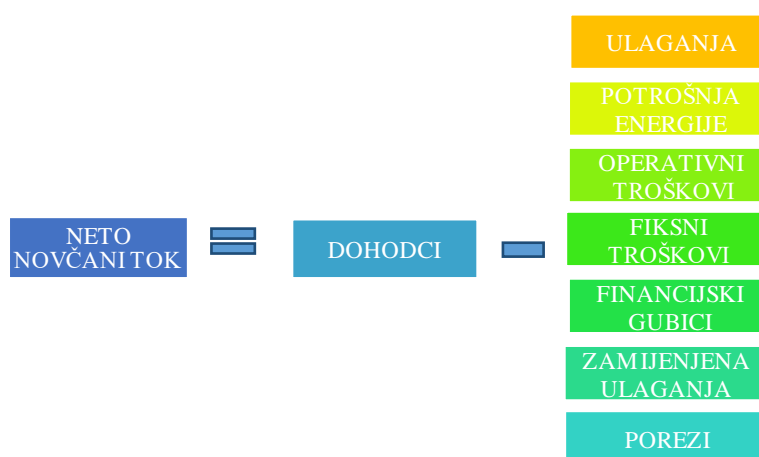 ULAGANJA
POTROŠNJA
ENERGIJE
OPERATIVNI
TROŠKOVI
NETO
NOVČANI TOK
DOHODCI
FIKSNI
TROŠKOVI
FINANCIJSKI
GUBICI
ZAMIJENJENA
ULAGANJA
POREZI